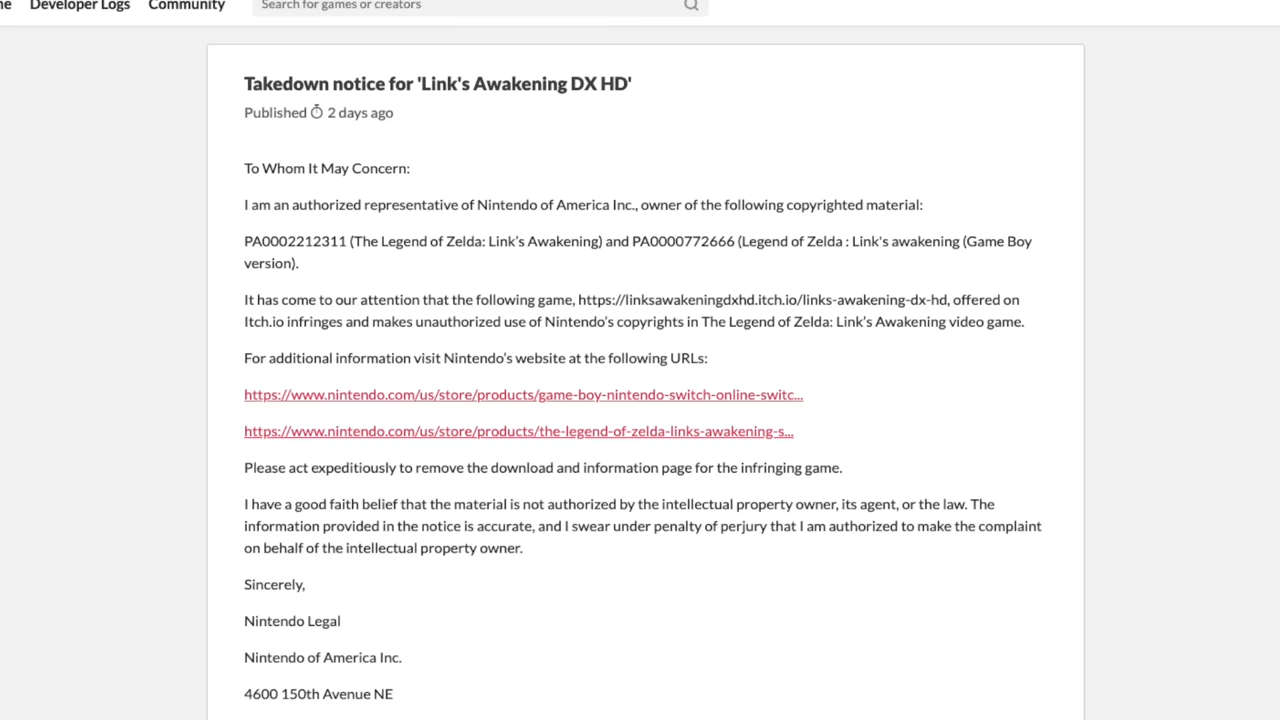 Developer Logs Community Search for games or creators
Takedown notice for 'Link's Awakening DX HD'
Published 2 days ago
To Whom It May Concern:
I am an authorized representative of Nintendo of America Inc., owner of the following copyrighted material:
PA0002212311 (The Legend of Zelda: Link’s Awakening) and PA0000772666 (Legend of Zelda : Link's awakening (Game Boy
version).
It has come to our attention that the following game, https://linksawakeningdxhd.itch.io/links-awakening-dx-hd, offered on
Itch.io infringes and makes unauthorized use of Nintendo’s copyrights in The Legend of Zelda: Link’s Awakening video game.
For additional information visit Nintendo’s website at the following URLs:
https://www.nintendo.com/us/store/products/game-boy-nintendo-switch-online-switc...
https://www.nintendo.com/us/store/products/the-legend-of-zelda-links-awakening-s...
Please act expeditiously to remove the download and information page for the infringing game.
I have a good faith belief that the material is not authorized by the intellectual property owner, its agent, or the law. The
information provided in the notice is accurate, and I swear under penalty of perjury that I am authorized to make the complaint
on behalf of the intellectual property owner.
Sincerely,
Nintendo Legal
Nintendo of America Inc.
4600 150th Avenue NE